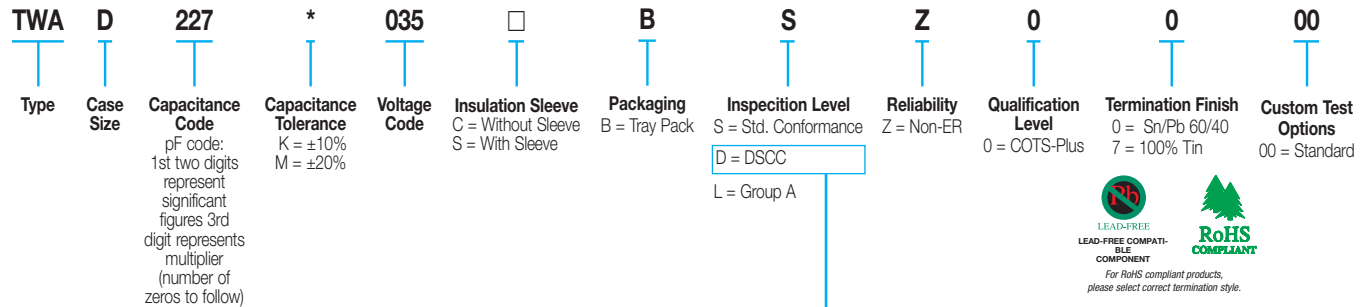 TWA D 227 * 035 □ B S Z 0 0 00
Type
Case
Size
Capacitance
Code
pF code:
1st two digits
represent
significant
figures 3rd
digit represents
multiplier
(number of
zeros to follow)
Capacitance
Tolerance
K = ±10%
M = ±20%
Voltage
Code
Insulation Sleeve
C = Without Sleeve
S = With Sleeve
Packaging
B = Tray Pack
Inspection Level
S = Std. Conformance
D = DSCC
L = Group A
Reliability
Z = Non-ER
Qualification
Level
0 = COTS-Plus
Termination Finish
0 = Sn/Pb 60/40
7 = 100% Tin
Custom Test
Options
00 = Standard
Pb
LEAD-FREE
LEAD-FREE COMPATI-
BLE
COMPONENT
RoHS
COMPLIANT
For RoHS compliant products,
please select correct termination style.